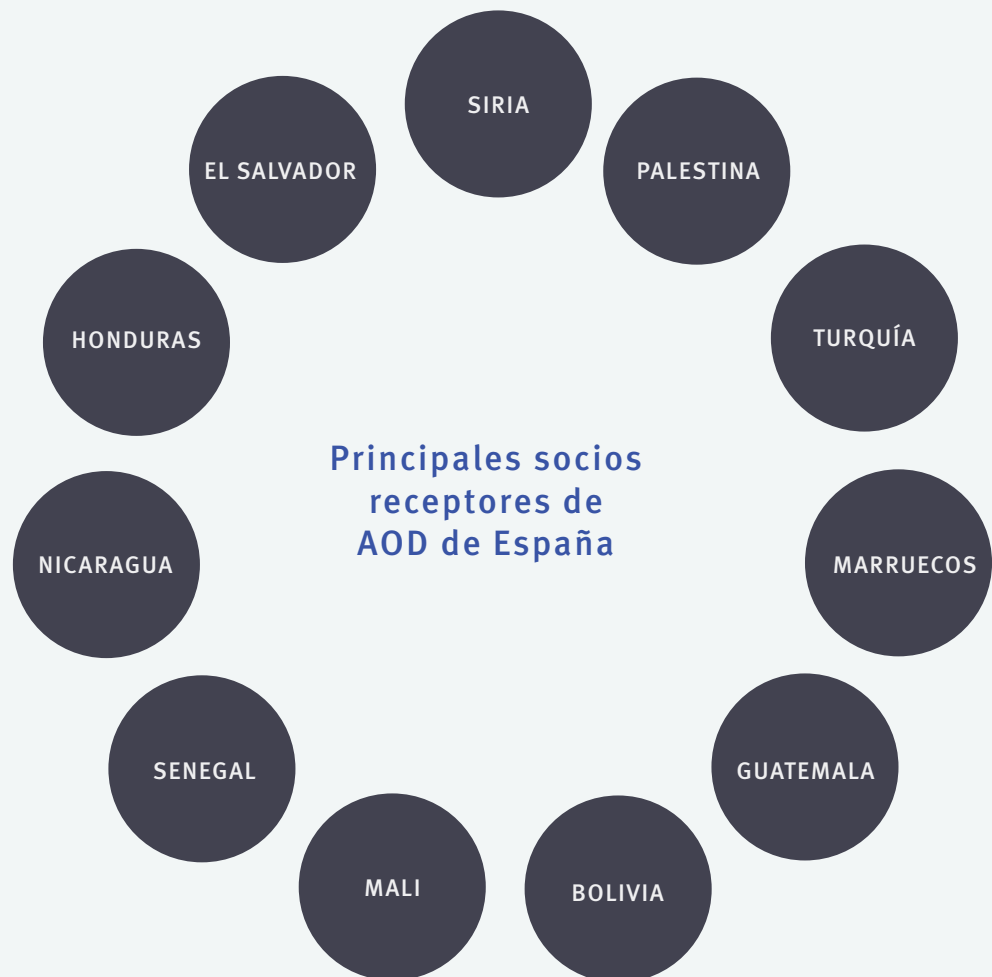 SIRIA
EL SALVADOR
PALESTINA
HONDURAS
TURQUÍA
Principales socios
receptores de
AOD de España
NICARAGUA
MARRUECOS
SENEGAL
GUATEMALA
MALI
BOLIVIA